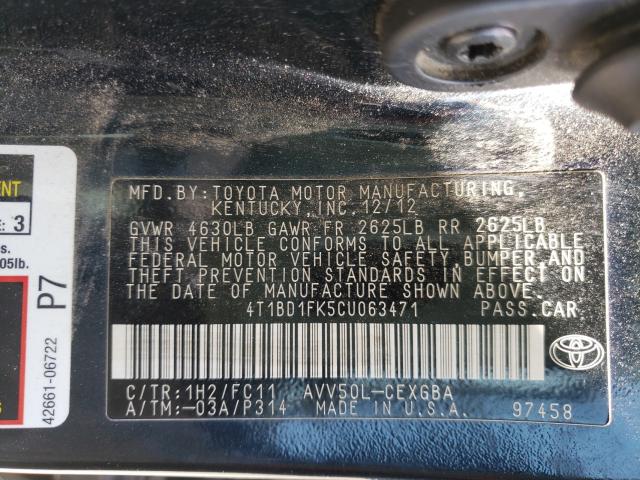 MFD.BY:TOYOTA MOTOR MANUFACTURING,
KENTUCKY,INC.12/12
GVWR 4630LB GAWR FR 2625LB RR 2625LB
THIS VEHICLE CONFORMS TO ALL APPLICABLE
FEDERAL MOTOR VEHICLE SAFETY, BUMPER,AND
THEFT PREVENTION STANDARDS IN EFFECT ON
THE DATE OF MANUFACTURE SHOWN ABOVE.
4T1BD1FK5CU063471 PASS.CAR
C/TR:1H2/FC11 AVV50L-CEXGBA
A/TM:-03A/P314 MADE IN U.S.A. 97458
TOYOTA
3
05lb.
P7
42661-06722